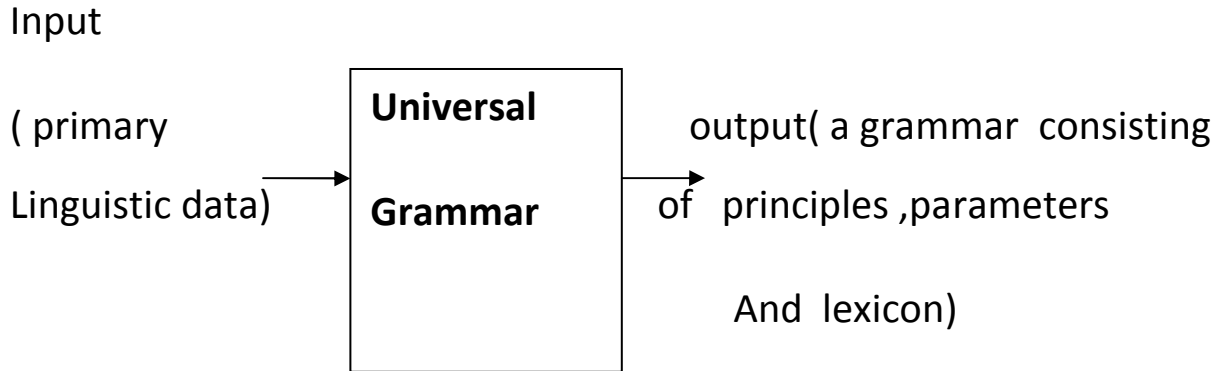 Input
( primary
Linguistic data)
Universal
Grammar
output( a grammar consisting
of principles ,parameters
And lexicon)